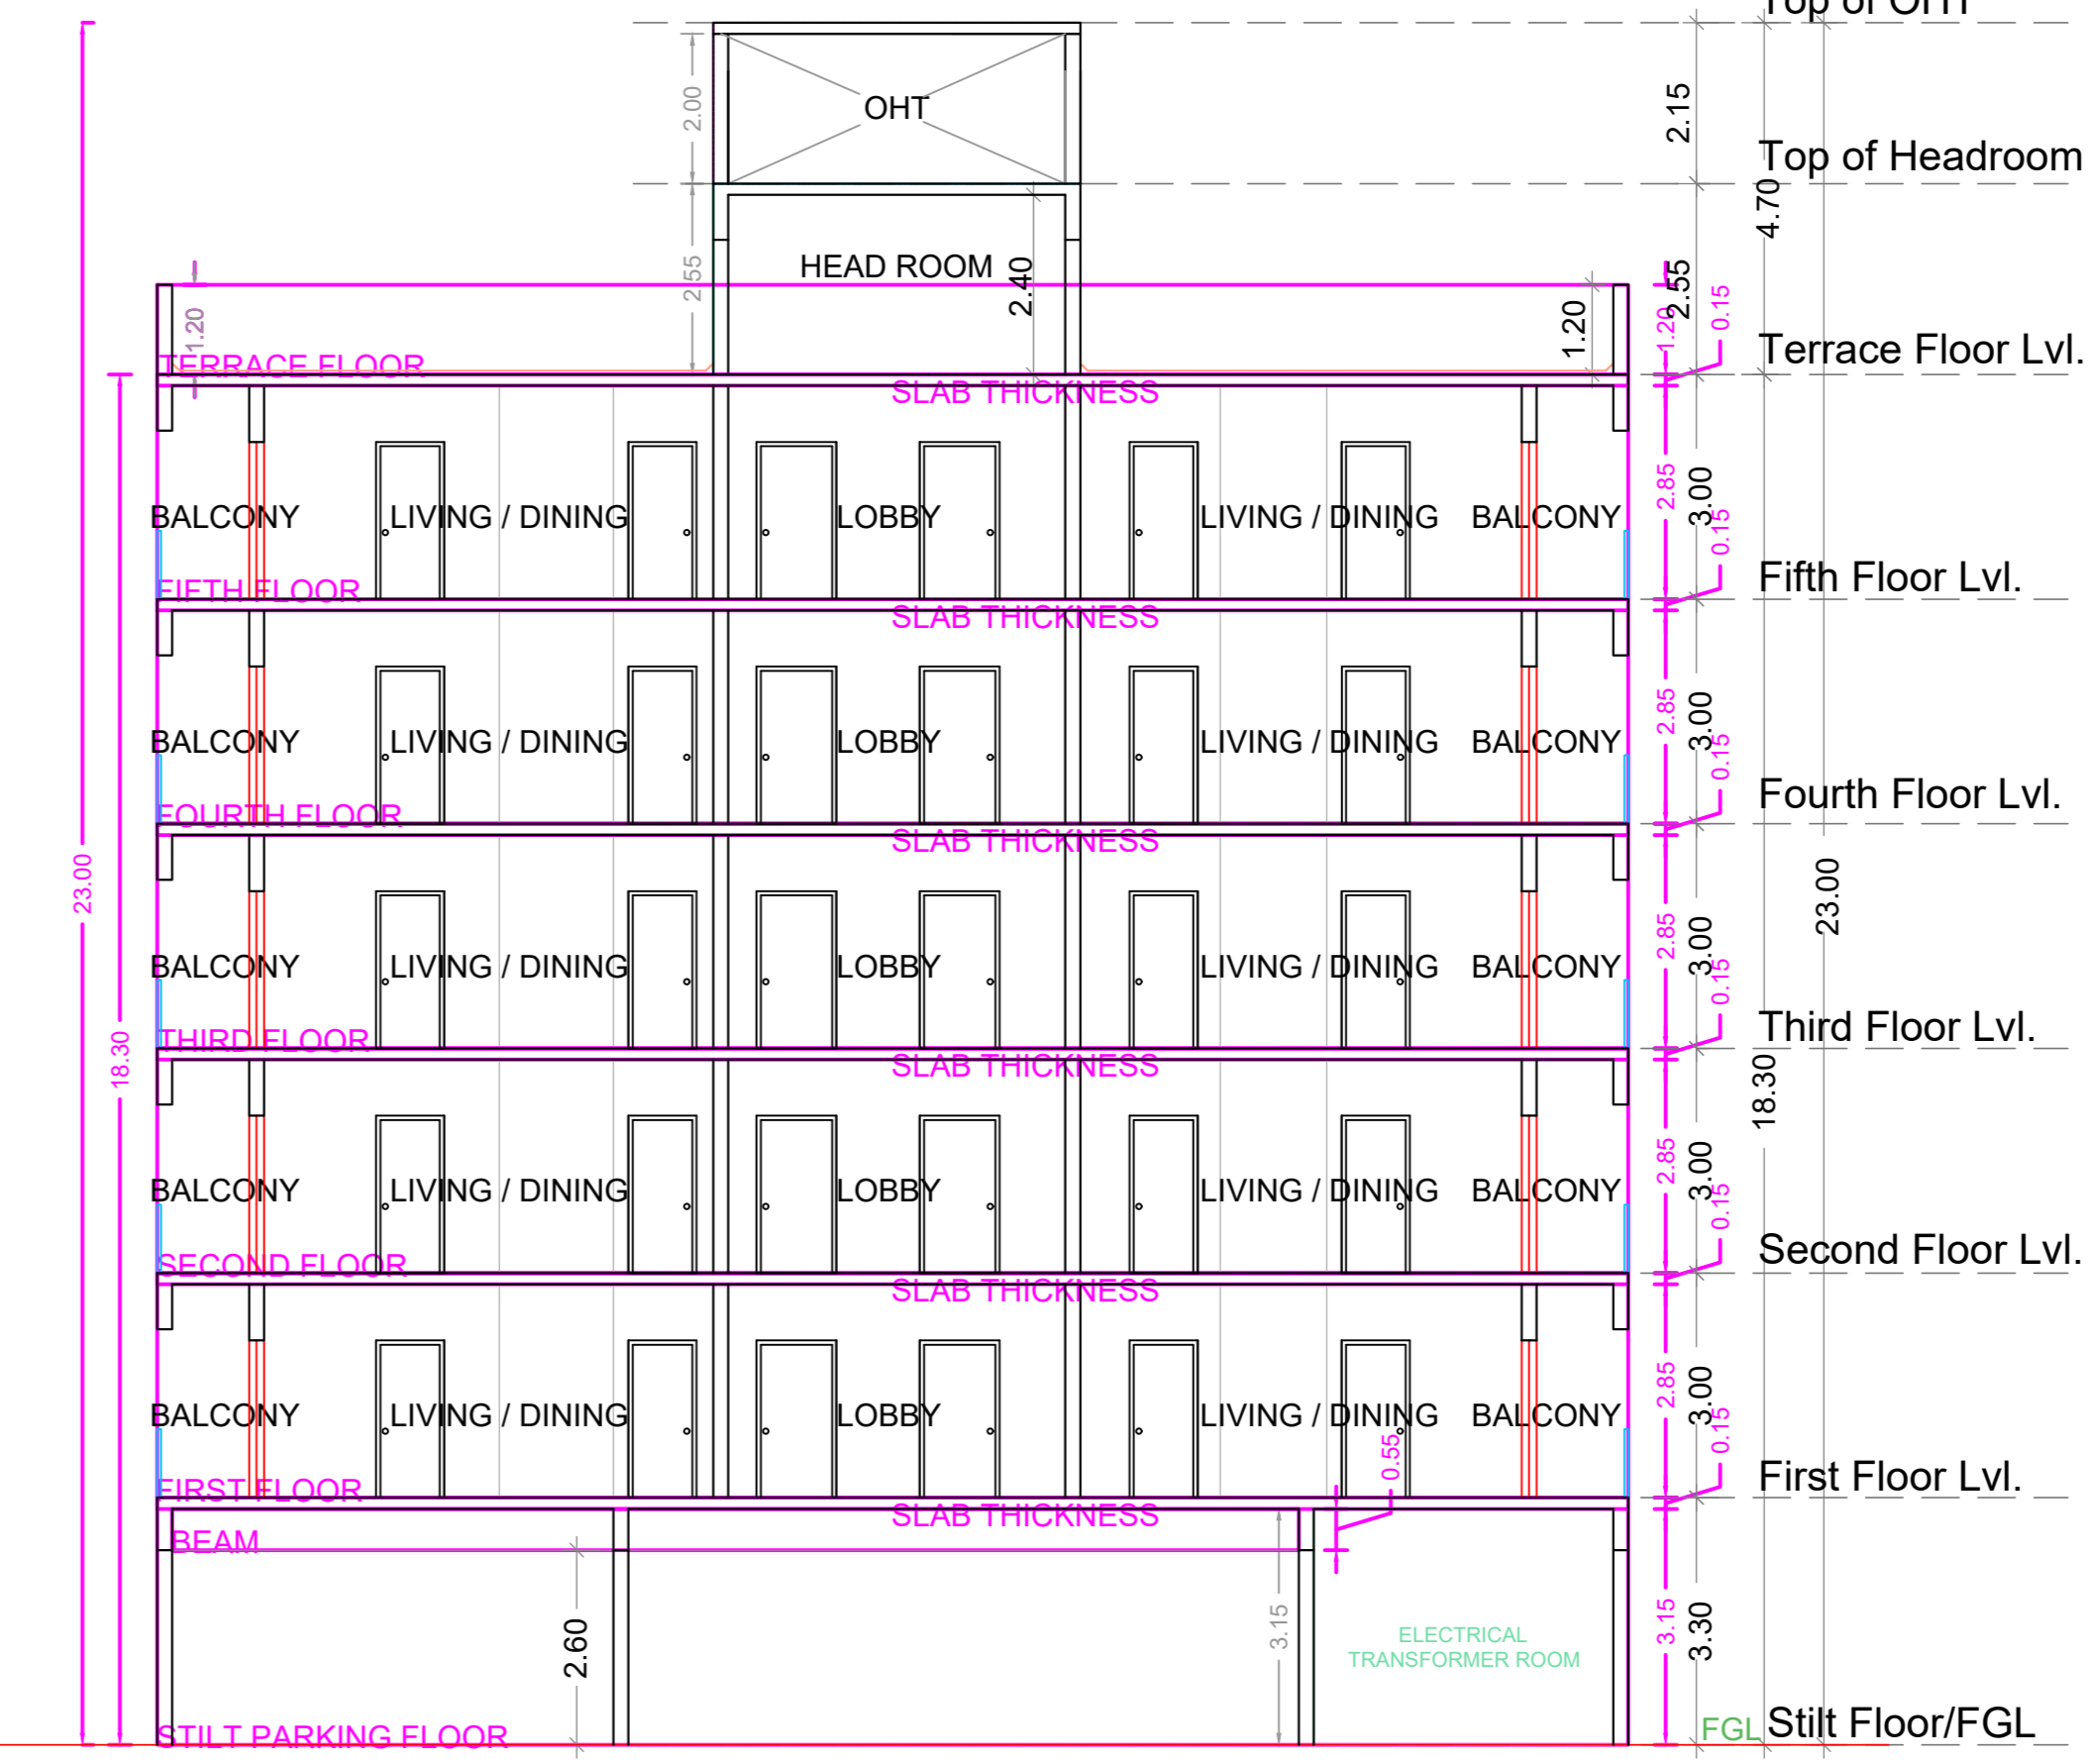 Top of OHT
2.00
OHT
2.15
Top of Headroom
4.70
HEAD ROOM
2.55
2.40
2.55
1.20
1.20
1.20
0.15
TERRACE FLOOR
Terrace Floor Lvl.
SLAB THICKNESS
BALCONY
LIVING / DINING
LOBBY
LIVING / DINING
BALCONY
2.85
3.00
0.15
FIFTH FLOOR
Fifth Floor Lvl.
SLAB THICKNESS
BALCONY
LIVING / DINING
LOBBY
LIVING / DINING
BALCONY
2.85
3.00
0.15
FOURTH FLOOR
Fourth Floor Lvl.
SLAB THICKNESS
23.00
23.00
BALCONY
LIVING / DINING
LOBBY
LIVING / DINING
BALCONY
2.85
3.00
0.15
THIRD FLOOR
Third Floor Lvl.
SLAB THICKNESS
18.30
18.30
BALCONY
LIVING / DINING
LOBBY
LIVING / DINING
BALCONY
2.85
3.00
0.15
SECOND FLOOR
Second Floor Lvl.
SLAB THICKNESS
BALCONY
LIVING / DINING
LOBBY
LIVING / DINING
BALCONY
2.85
3.00
0.15
0.55
FIRST FLOOR
First Floor Lvl.
SLAB THICKNESS
BEAM
2.60
3.15
ELECTRICAL
TRANSFORMER ROOM
3.15
3.30
STILT PARKING FLOOR
FGL
Stilt Floor/FGL